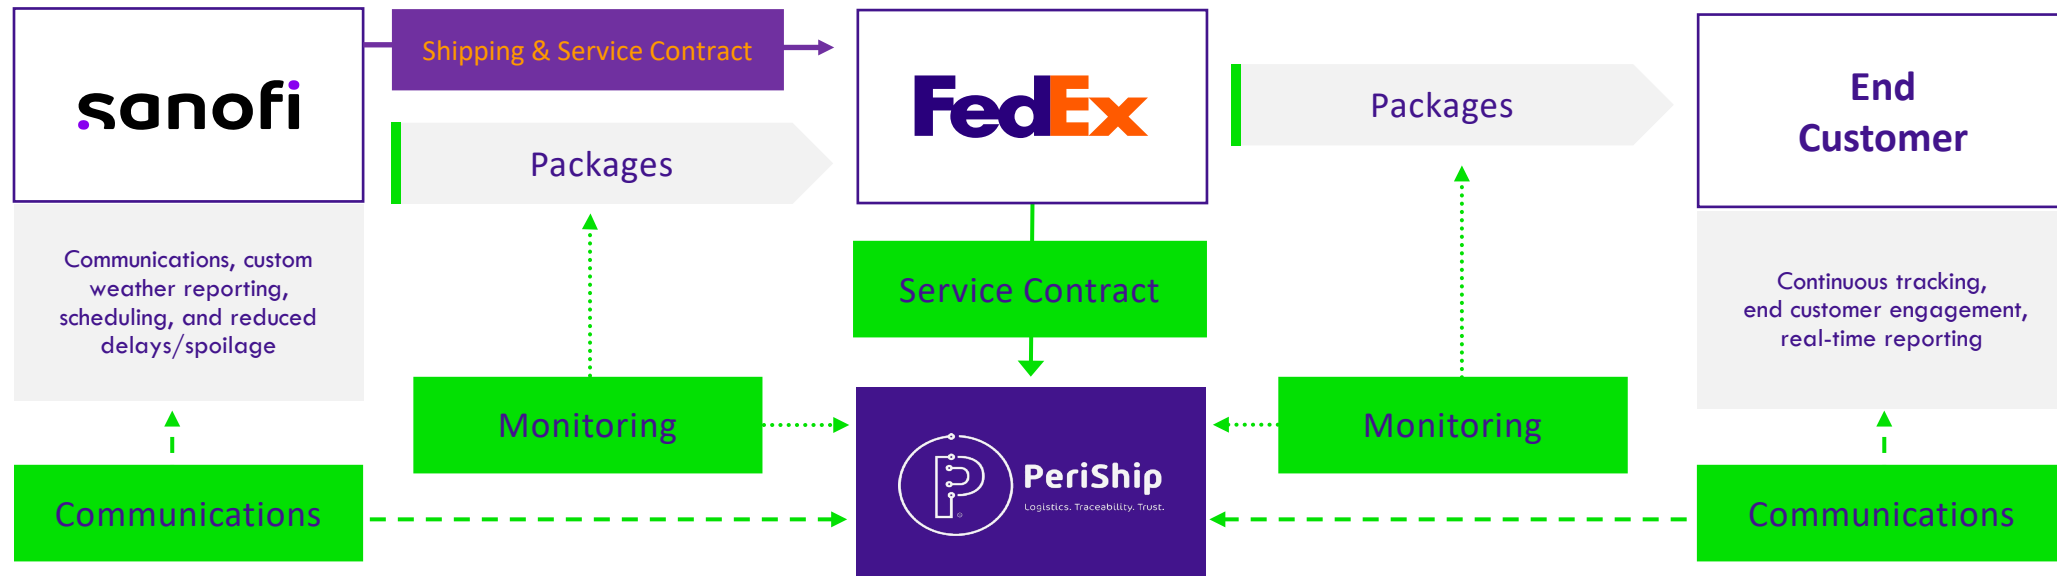 sanofi
Shipping & Service Contract
Packages
FedEx
Packages
End
Customer
Communications, custom
weather reporting,
scheduling, and reduced
delays/spoilage
Service Contract
Continuous tracking,
end customer engagement,
real-time reporting
Monitoring
Monitoring
P
PeriShip
Logistics. Traceability. Trust.
Communications
Communications